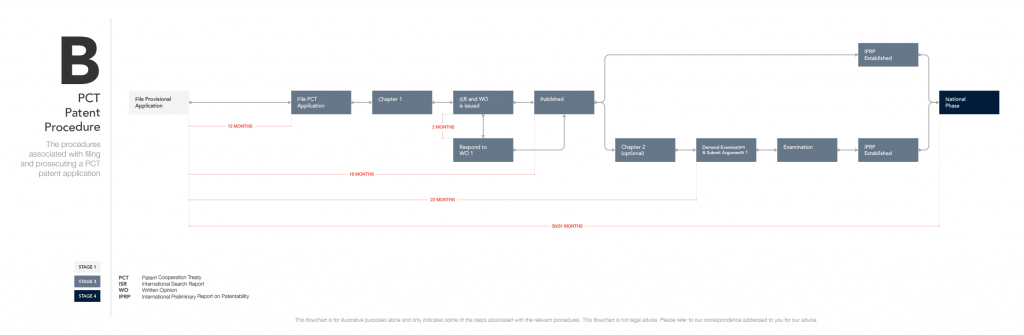 B
PCT
Patent
Procedure
The procedures
associated with filing
and prosecuting a PCT
patent application
File Provisional
Application
File PCT
Application
Chapter 1
ISR and WO
is issued
Published
IPRP
Established
National
Phase
Respond to
WO 1
Chapter 2
(optional)
Demand Examination
& Submit Arguments 1
Examination
IPRP
Established
12 MONTHS
2 MONTHS
18 MONTHS
22 MONTHS
30/31 MONTHS
STAGE 1
STAGE 3
STAGE 4
PCT Patent Cooperation Treaty
ISR International Search Report
WO Written Opinion
IPRP International Preliminary Report on Patentability
This flowchart is for illustrative purposes alone and only indicates some of the steps associated with the relevant procedures. This flowchart is not legal advice. Please refer to our correspondence addressed to you for our advice.